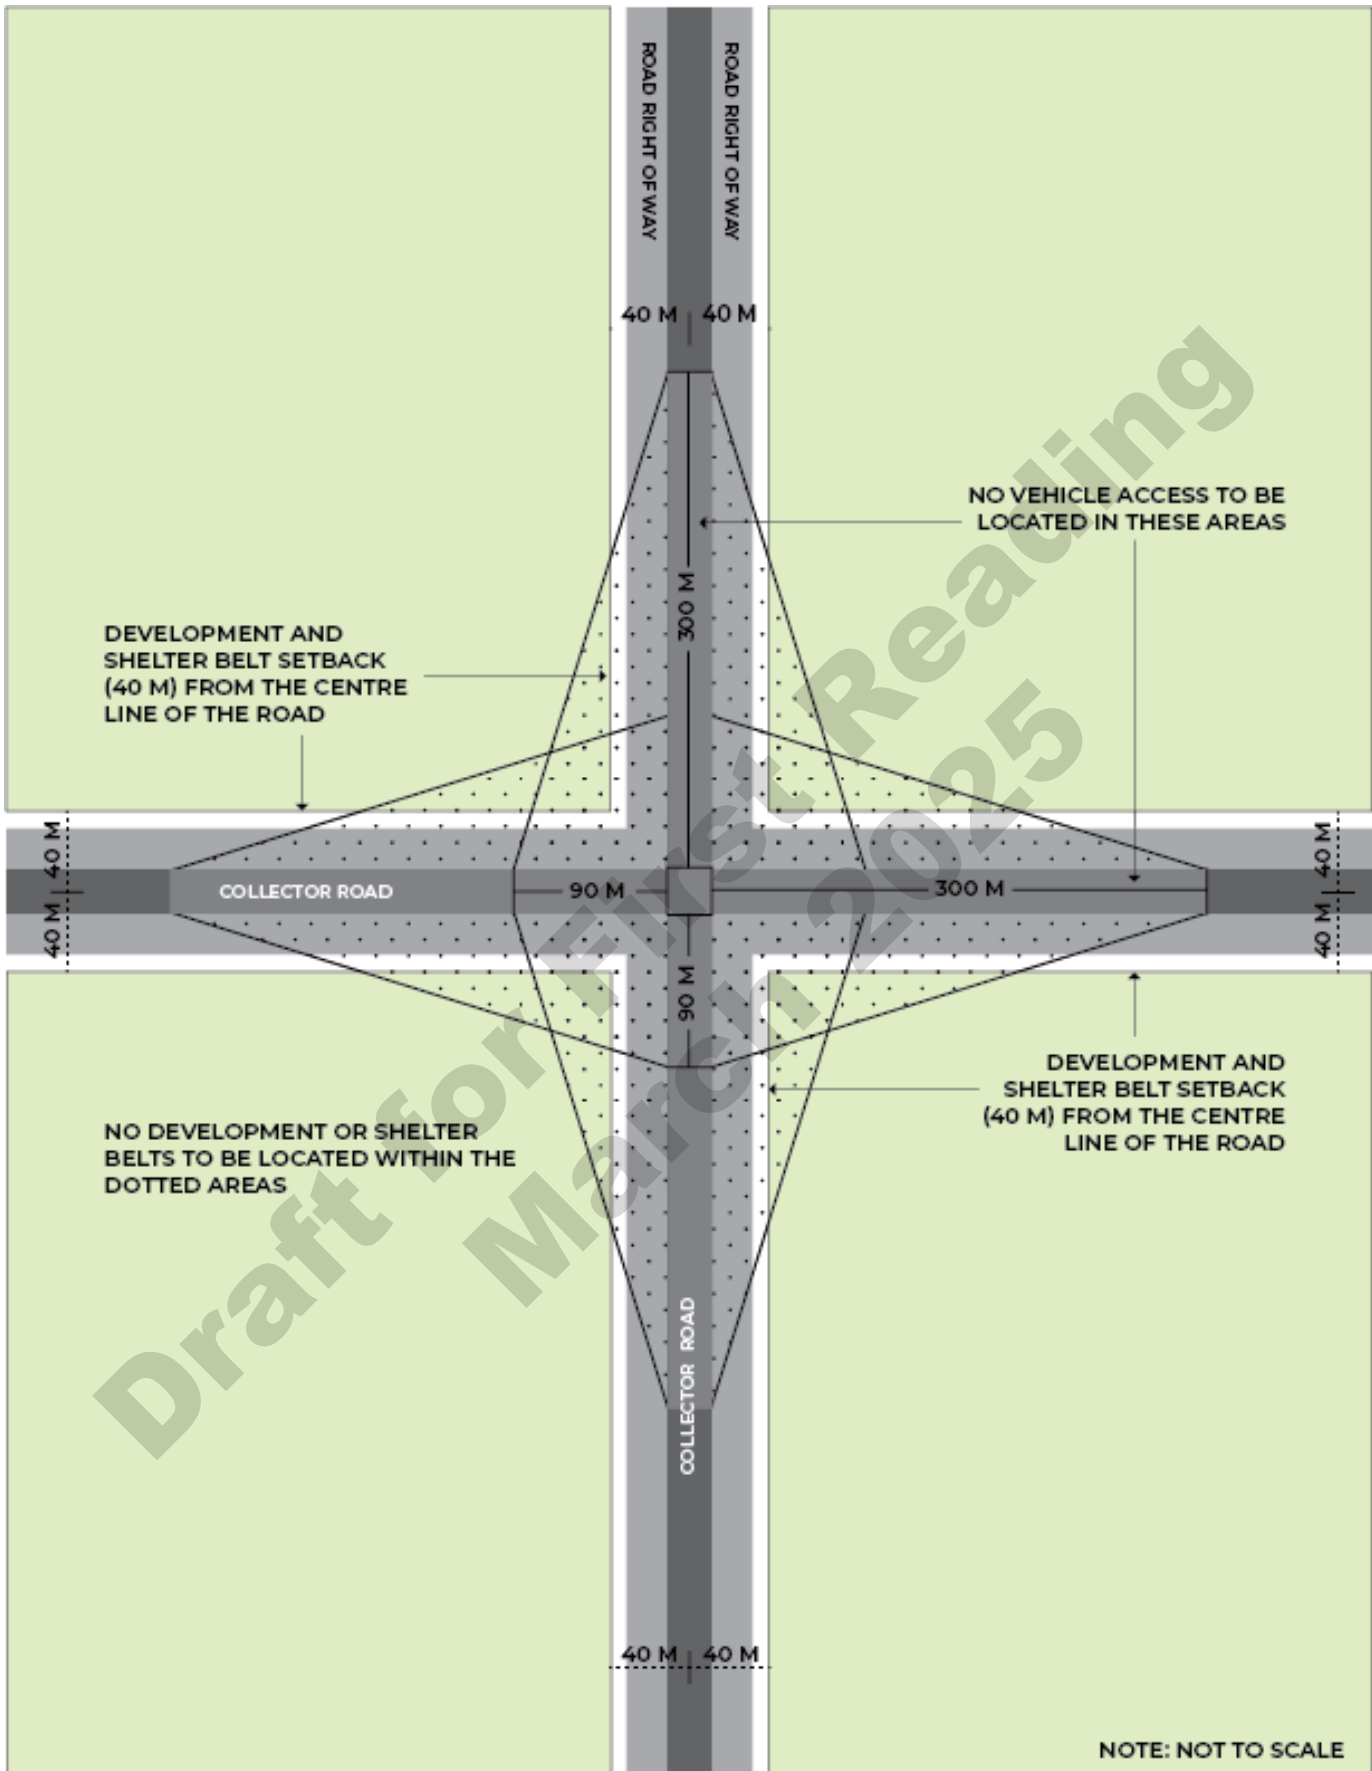 ROAD RIGHT OF WAY
ROAD RIGHT OF WAY
40 M
40 M
NO VEHICLE ACCESS TO BE
LOCATED IN THESE AREAS
300 M
DEVELOPMENT AND
SHELTER BELT SETBACK
(40 M) FROM THE CENTRE
LINE OF THE ROAD
40 M
40 M
COLLECTOR ROAD
90 M
300 M
40 M
40 M
90 M
DEVELOPMENT AND
SHELTER BELT SETBACK
(40 M) FROM THE CENTRE
LINE OF THE ROAD
NO DEVELOPMENT OR SHELTER
BELTS TO BE LOCATED WITHIN THE
DOTTED AREAS
COLLECTOR ROAD
40 M
40 M
NOTE: NOT TO SCALE
Draft for First Reading
March 2025